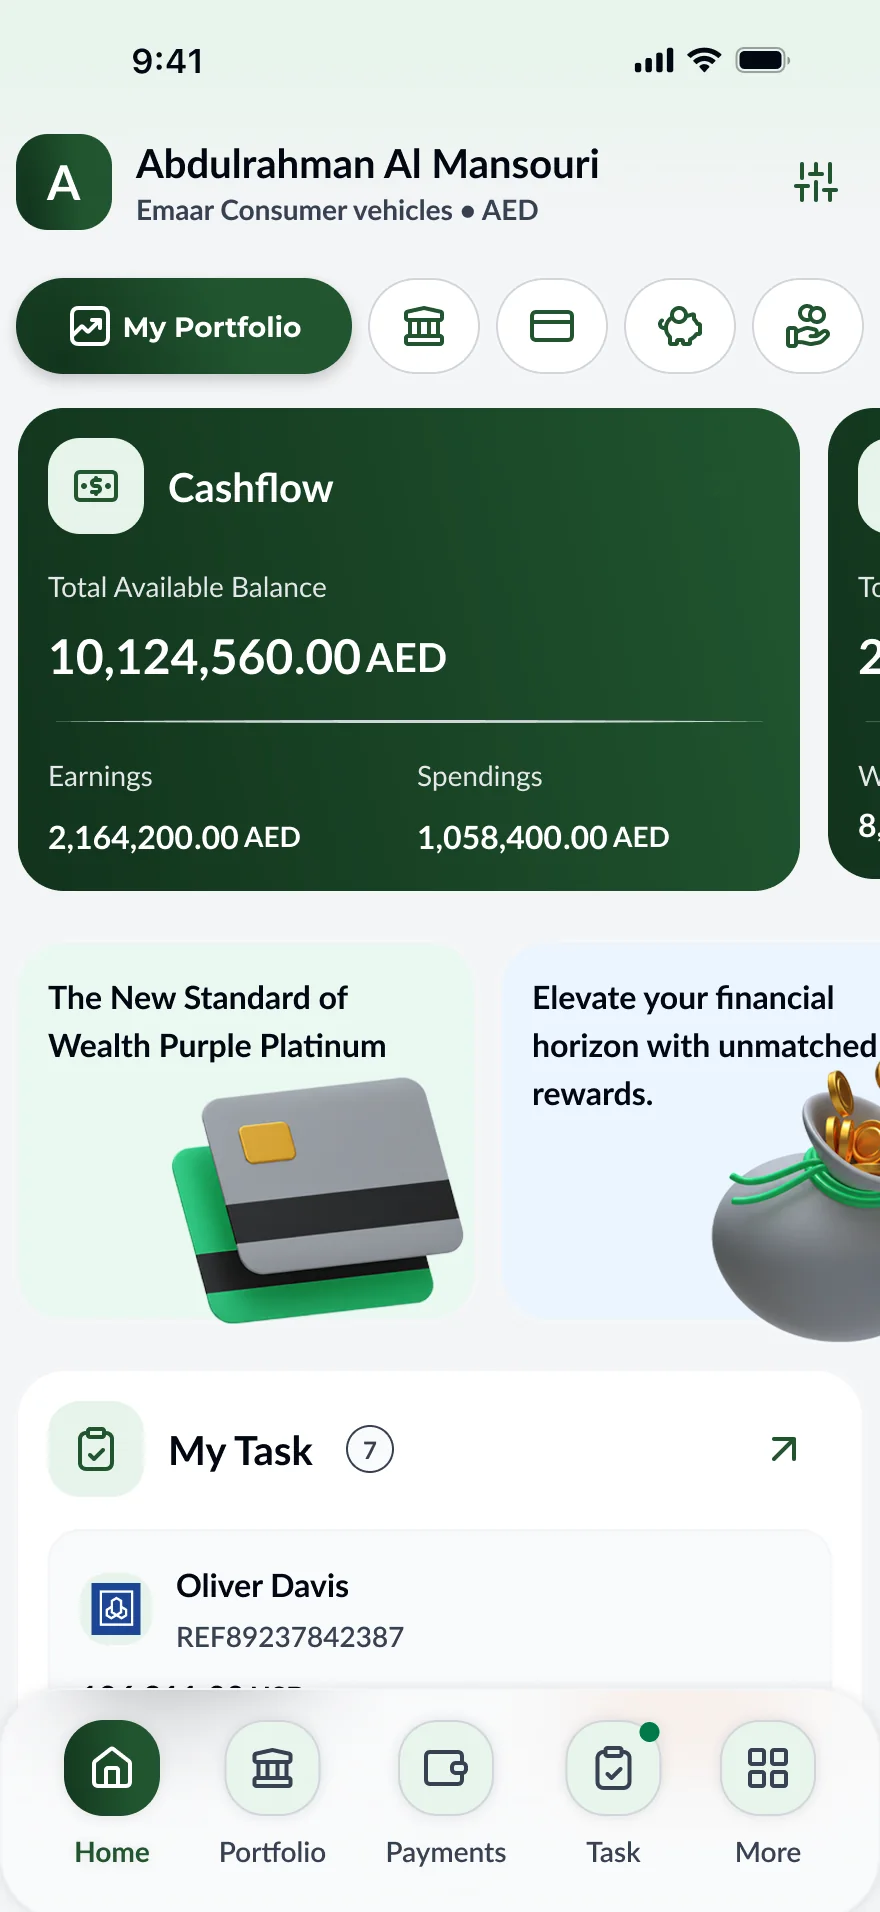 9:41
A
Abdulrahman Al Mansouri
Emaar Consumer vehicles • AED
My Portfolio
Cashflow
Total Available Balance
10,124,560.00 AED
Earnings
Spendings
2,164,200.00 AED
1,058,400.00 AED
The New Standard of
Wealth Purple Platinum
Elevate your financial
horizon with unmatched
rewards.
My Task
7
Oliver Davis
REF89237842387
Home
Portfolio
Payments
Task
More